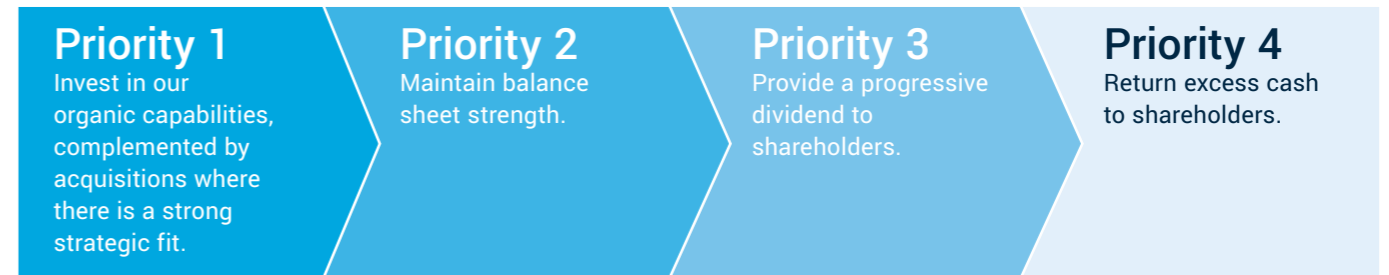 Priority 1
Invest in our
organic capabilities,
complemented by
acquisitions where
there is a strong
strategic fit.
Priority 2
Maintain balance
sheet strength.
Priority 3
Provide a progressive
dividend to
shareholders.
Priority 4
Return excess cash
to shareholders.